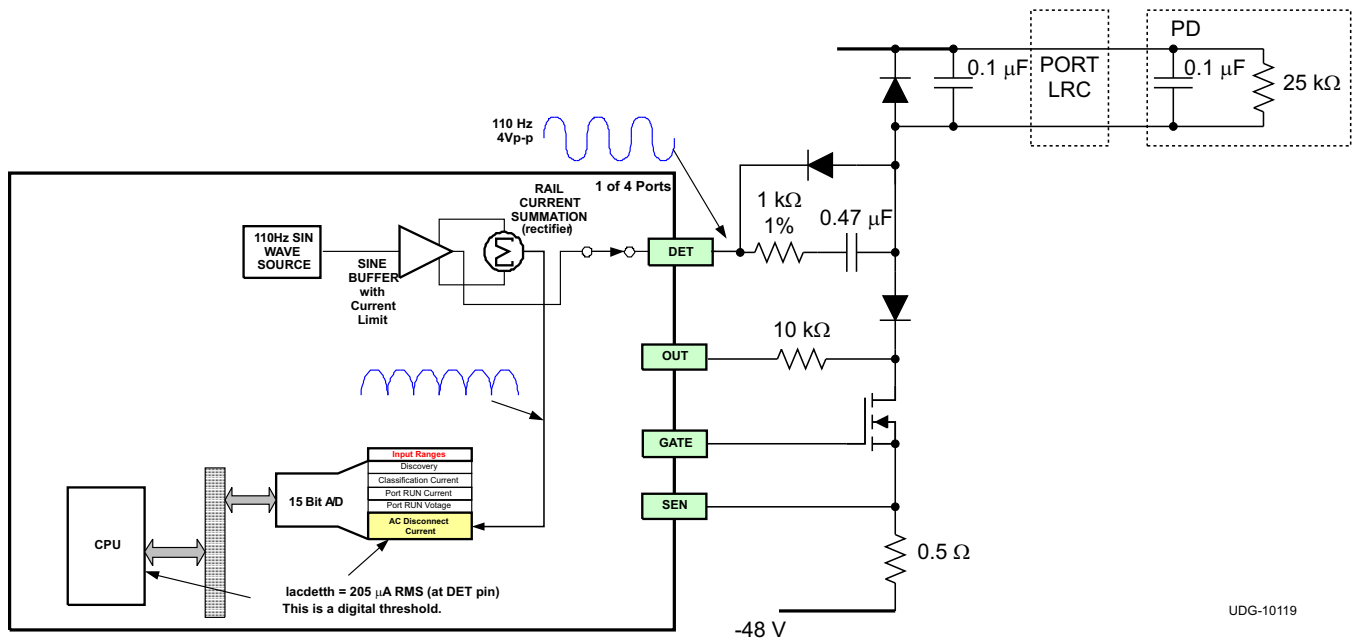 PD
0.1 μF
PORT
LRC
0.1 μF
25 kΩ
110 Hz
4Vp-p
1 of 4 Ports
RAIL
CURRENT
SUMMATION
(rectifier)
1 kΩ
1%
0.47 μF
110Hz SIN
WAVE
SOURCE
Σ
DET
SINE
BUFFER
with
Current
Limit
10 kΩ
OUT
GATE
Input Ranges
Discovery
Classification Current
Port RUN Current
Port RUN Votage
AC Disconnect
Current
15 Bit A/D
SEN
CPU
0.5 Ω
Iacdetth = 205 μA RMS (at DET pin)
This is a digital threshold.
-48 V
UDG-10119